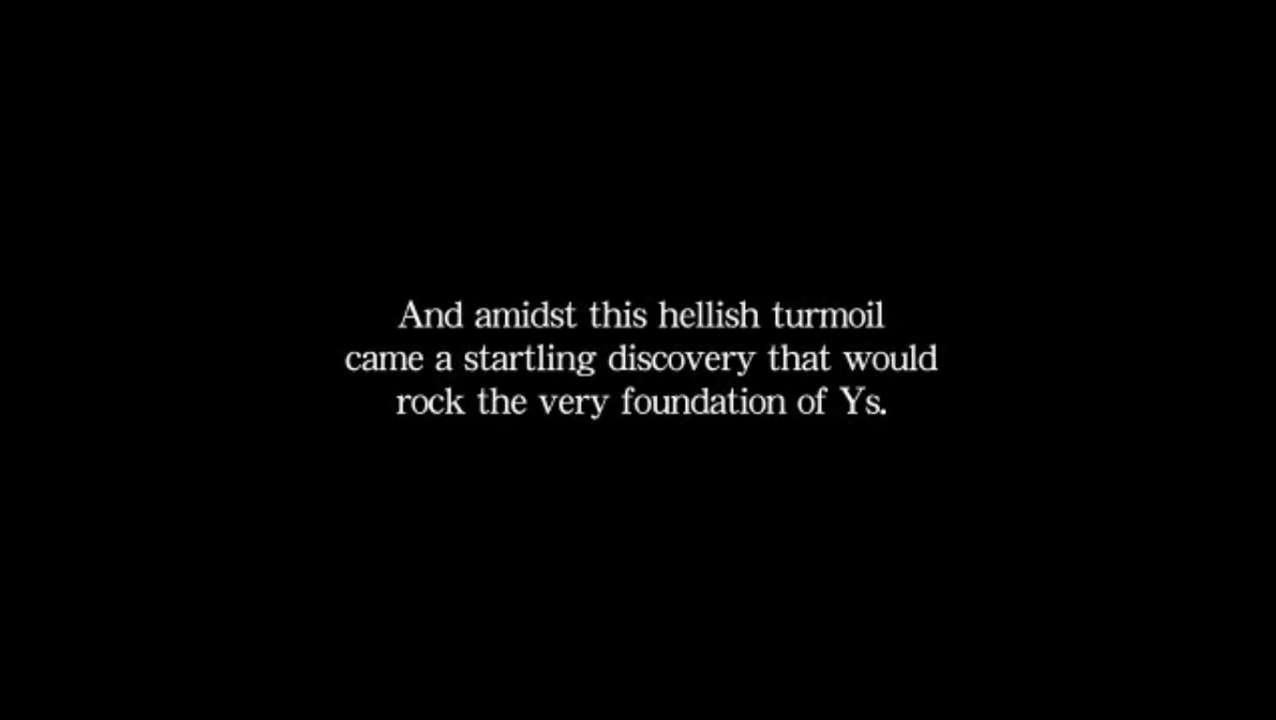 And amidst this hellish turmoil
came a startling discovery that would
rock the very foundation of Ys.